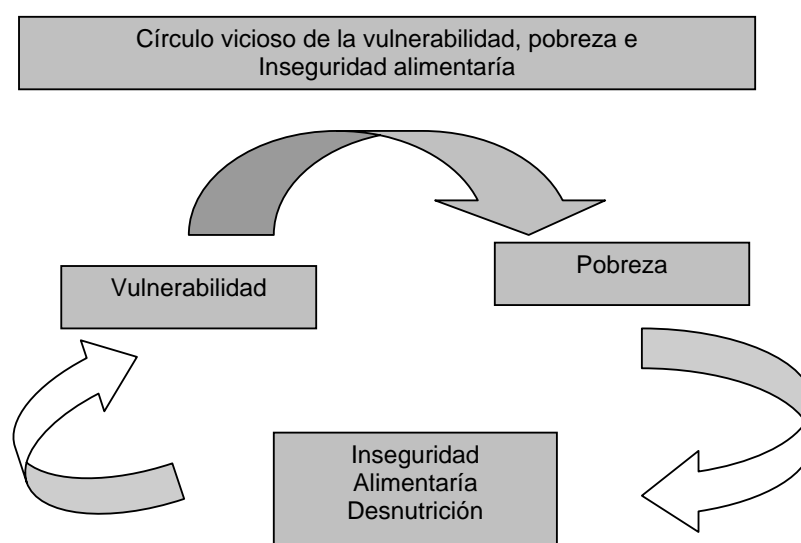 Círculo vicioso de la vulnerabilidad, pobreza e
Inseguridad alimentaría
Vulnerabilidad
Pobreza
Inseguridad
Alimentaría
Desnutrición